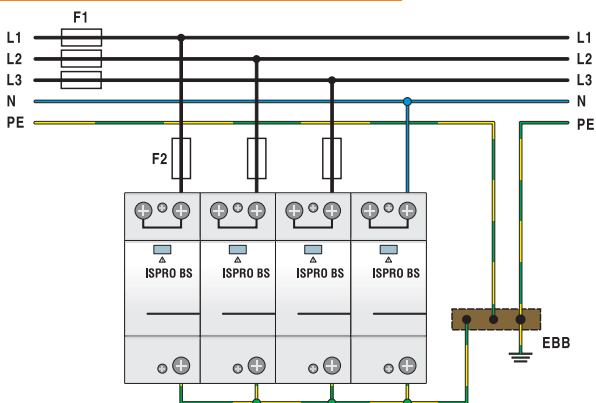 F1
L1 L1
L2 L2
L3 L3
N N
PE PE
F2
ISPRO BS ISPRO BS ISPRO BS ISPRO BS
EBB